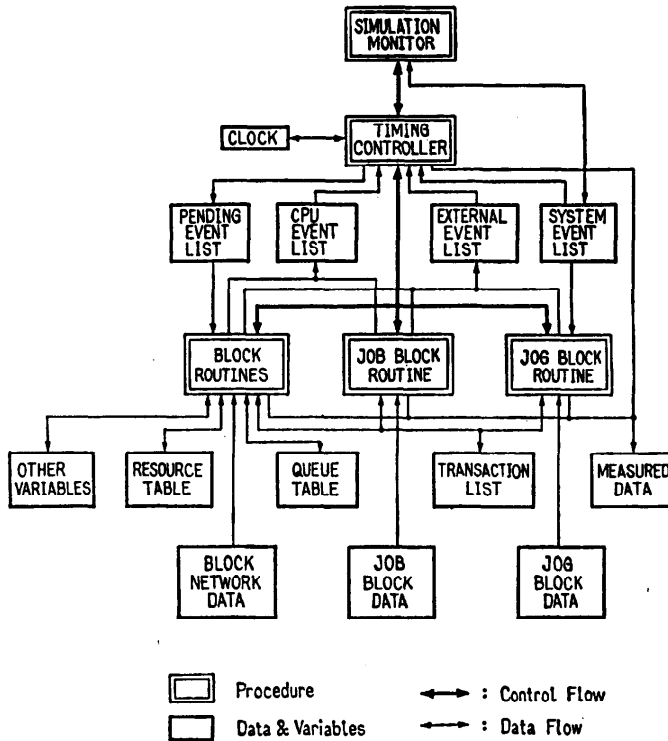 SIMULATION
MONITOR
CLOCK
TIMING
CONTROLLER
PENDING
EVENT
LIST
CPU
EVENT
LIST
EXTERNAL
EVENT
LIST
SYSTEM
EVENT
LIST
BLOCK
ROUTINES
JOB BLOCK
ROUTINE
JOG BLOCK
ROUTINE
OTHER
VARIABLES
RESOURCE
TABLE
QUEUE
TABLE
TRANSACTION
LIST
MEASURED
DATA
BLOCK
NETWORK
DATA
JOB
BLOCK
DATA
JOG
BLOCK
DATA
Procedure
: Control Flow
Data & Variables
: Data Flow